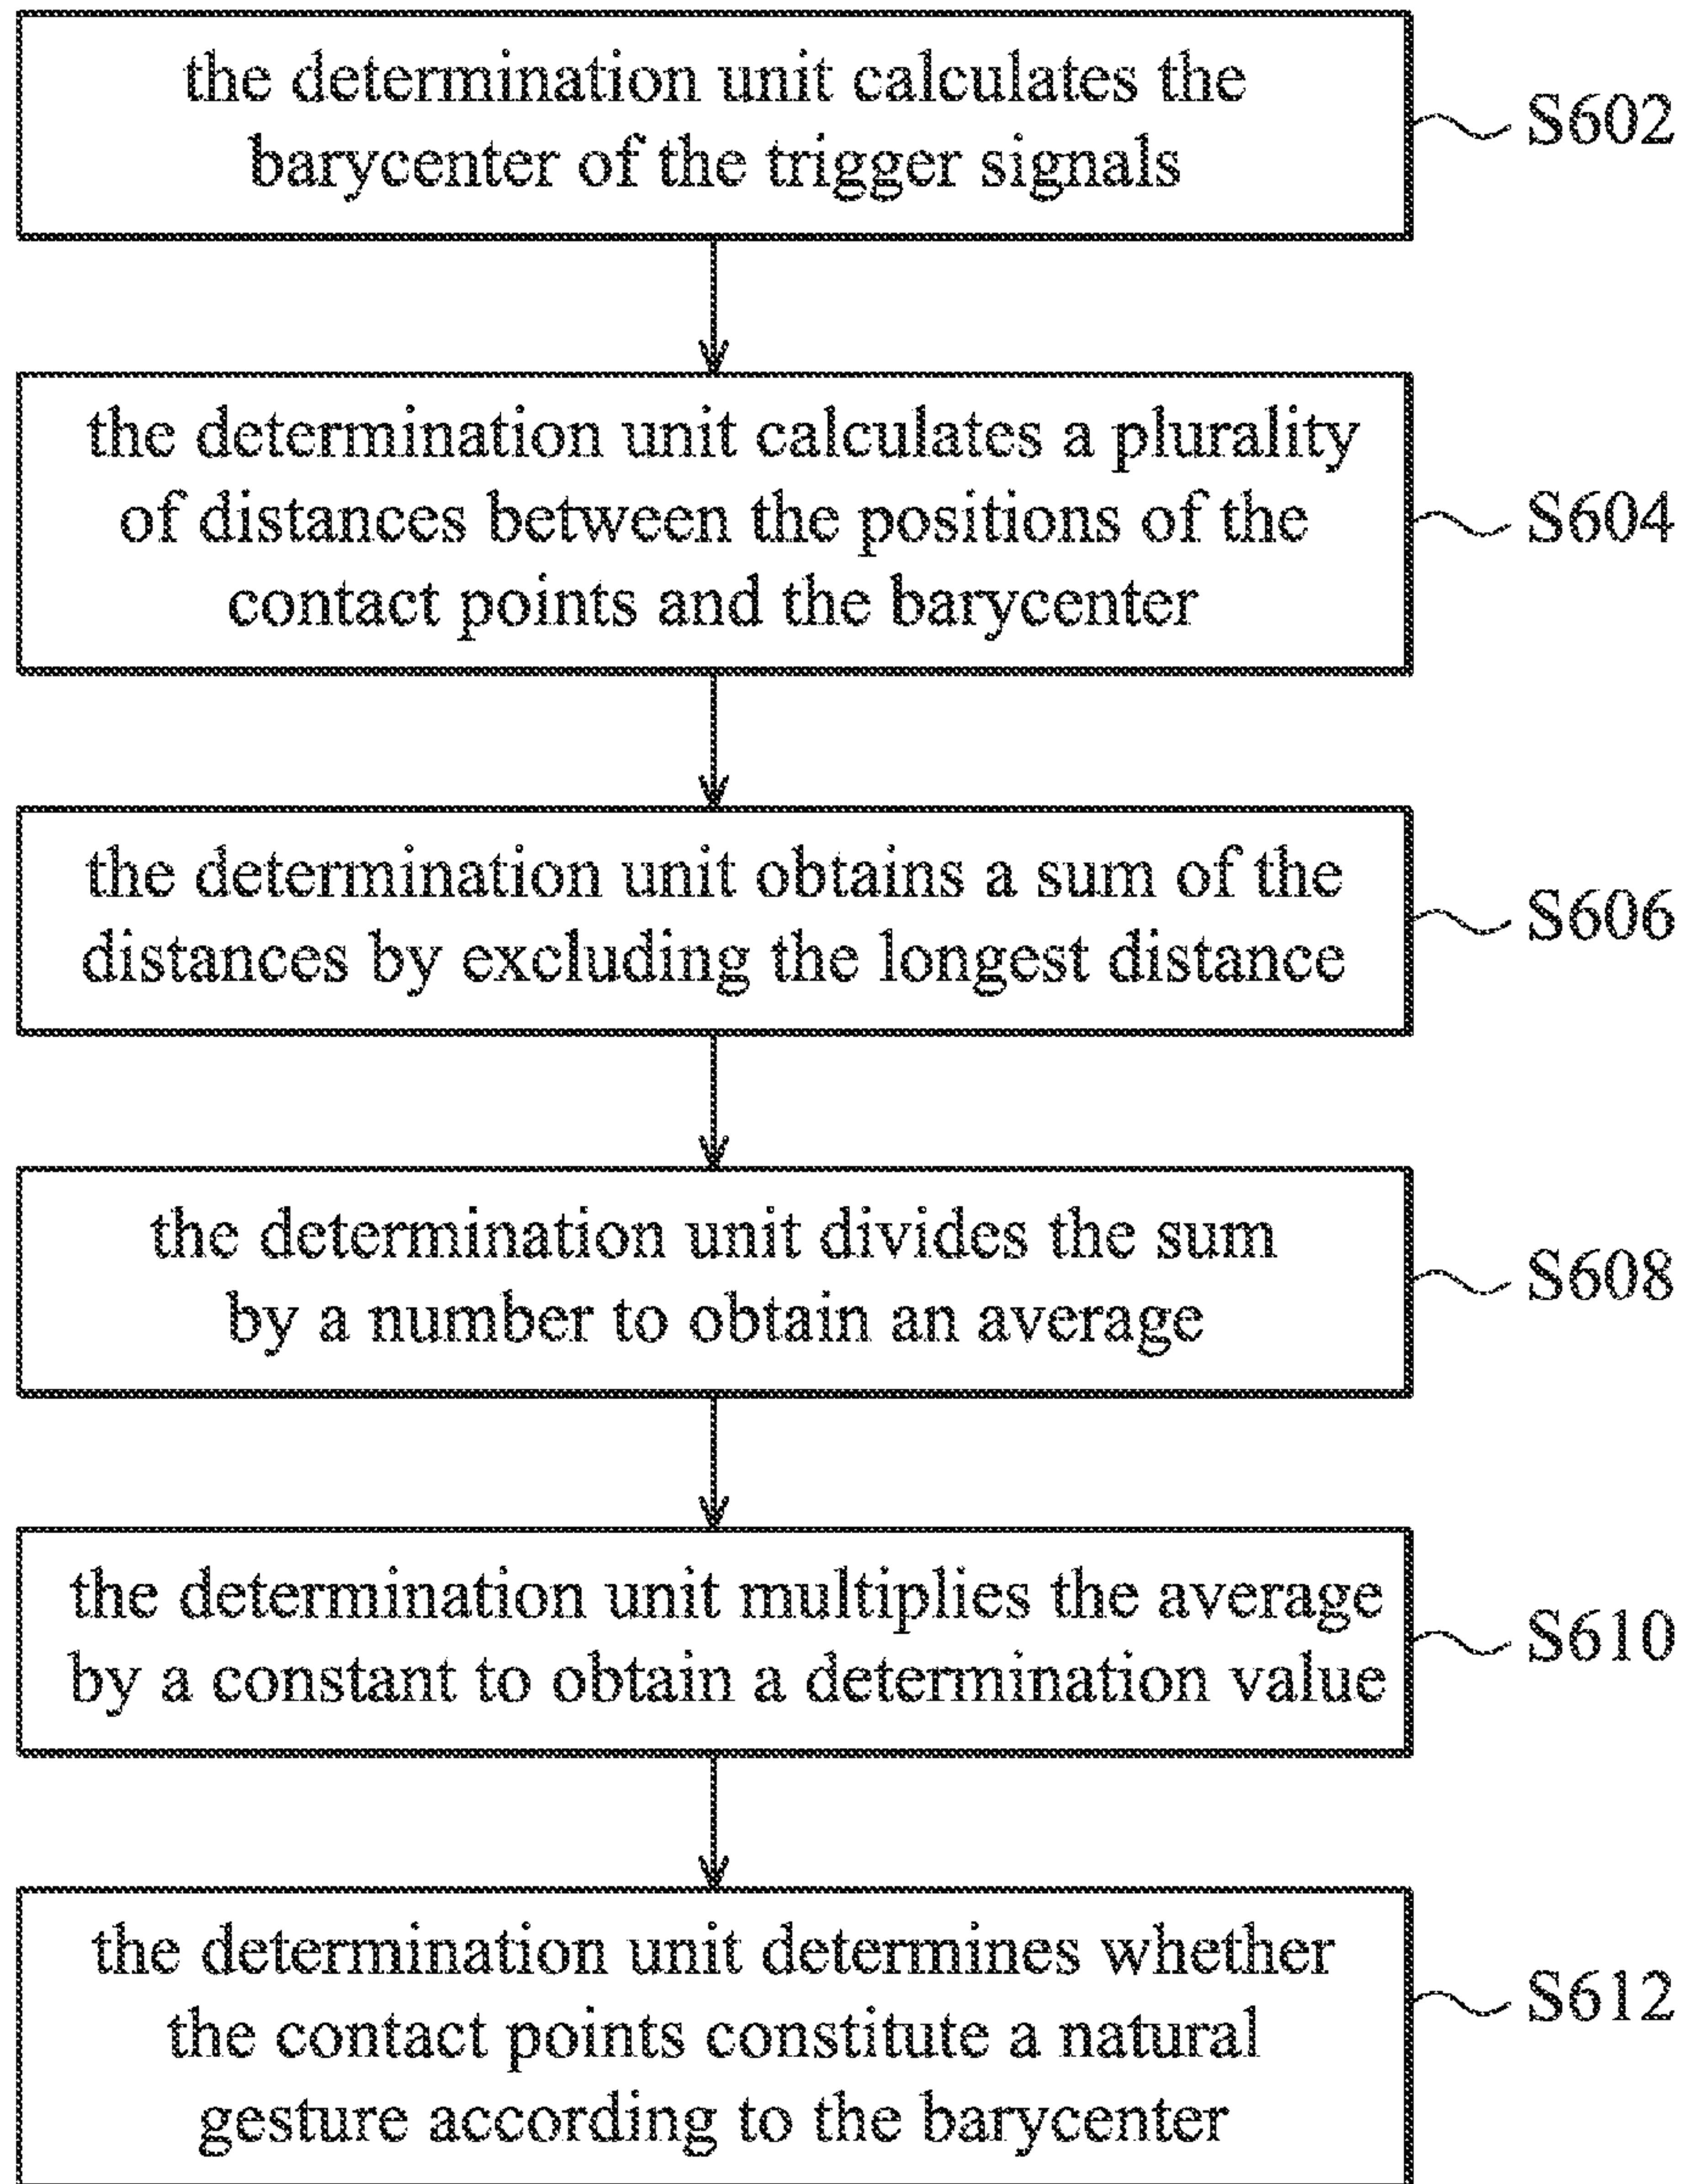 the determination unit calculates the
barycenter of the trigger signals
S602
the determination unit calculates a plurality
of distances between the positions of the
contact points and the barycenter
S604
the determination unit obtains a sum of the
distances by excluding the longest distance
S606
the determination unit divides the sum
by a number to obtain an average
S608
the determination unit multiplies the average
by a constant to obtain a determination value
S610
the determination unit determines whether
the contact points constitute a natural
gesture according to the barycenter
S612